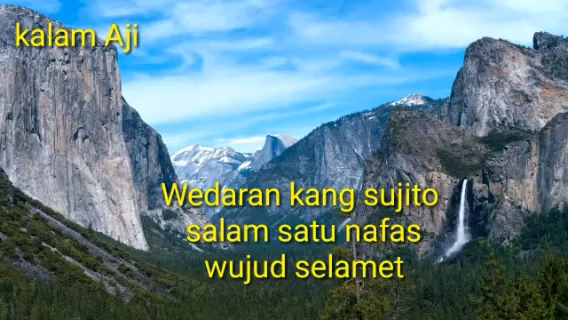 kalam Aji
Wedaran kang sujito
salam satu nafas
wujud selamet